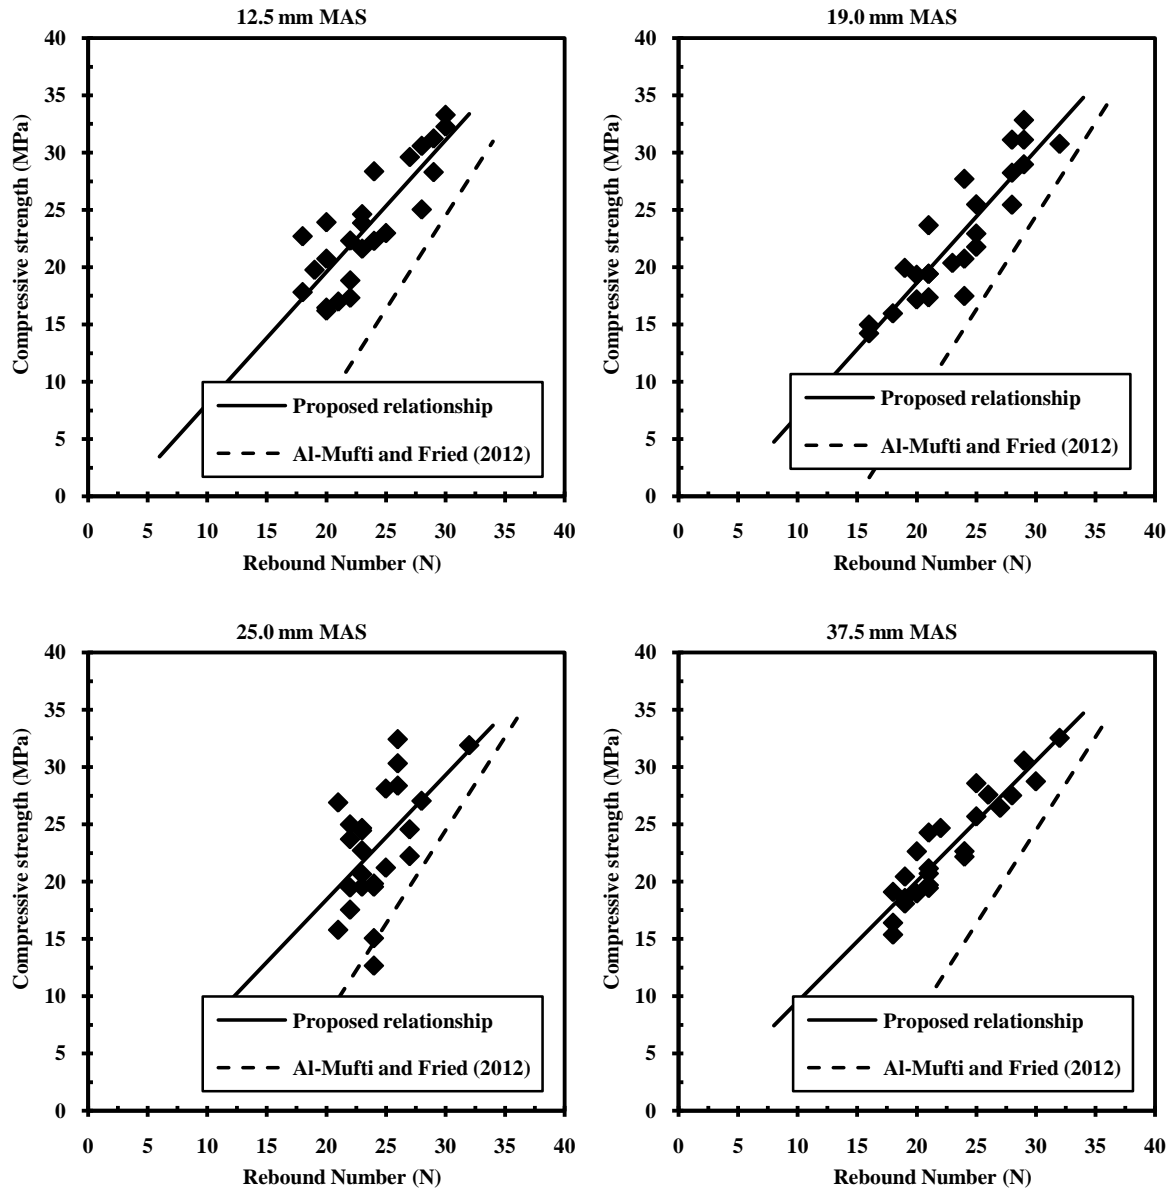 12.5 mm MAS
Compressive strength (MPa)
40
35
30
25
20
15
10
5
0
Proposed relationship
Al-Mufti and Fried (2012)
0 5 10 15 20 25 30 35 40
Rebound Number (N)
19.0 mm MAS
Compressive strength (MPa)
40
35
30
25
20
15
10
5
0
Proposed relationship
Al-Mufti and Fried (2012)
0 5 10 15 20 25 30 35 40
Rebound Number (N)
25.0 mm MAS
Compressive strength (MPa)
40
35
30
25
20
15
10
5
0
Proposed relationship
Al-Mufti and Fried (2012)
0 5 10 15 20 25 30 35 40
Rebound Number (N)
37.5 mm MAS
Compressive strength (MPa)
40
35
30
25
20
15
10
5
0
Proposed relationship
Al-Mufti and Fried (2012)
0 5 10 15 20 25 30 35 40
Rebound Number (N)